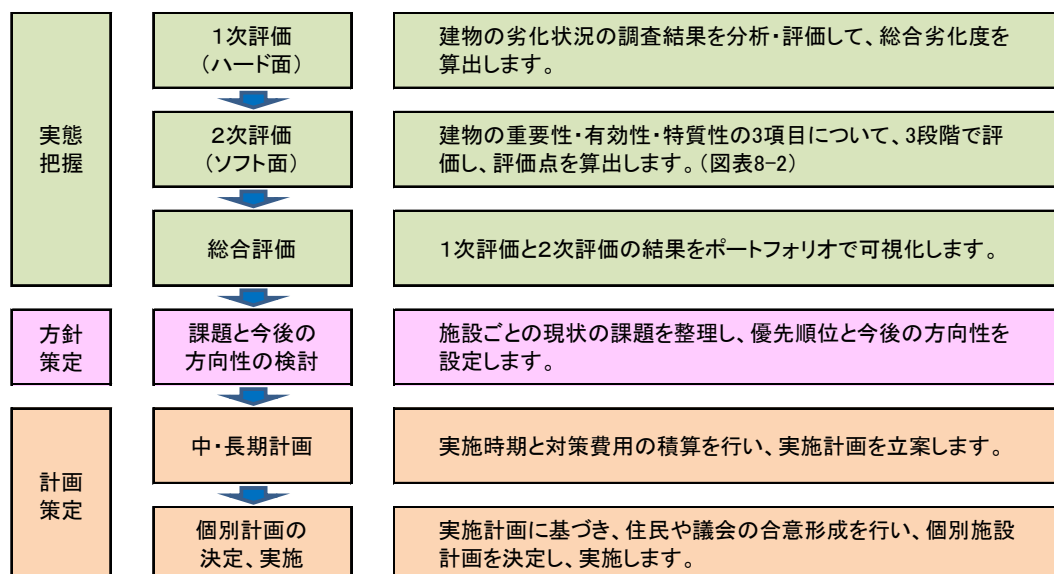 実態
把握
1次評価
（ハード面）
建物の劣化状況の調査結果を分析・評価して、総合劣化度を
算出します。
２次評価
（ソフト面）
建物の重要性・有効性・特質性の3項目について、3段階で評
価し、評価点を算出します。（図表8-2）
総合評価
１次評価と２次評価の結果をポートフォリオで可視化します。
方針
策定
課題と今後の
方向性の検討
施設ごとの現状の課題を整理し、優先順位と今後の方向性を
設定します。
計画
策定
中・長期計画
実施時期と対策費用の積算を行い、実施計画を立案します。
個別計画の
決定、実施
実施計画に基づき、住民や議会の合意形成を行い、個別施設
計画を決定し、実施します。